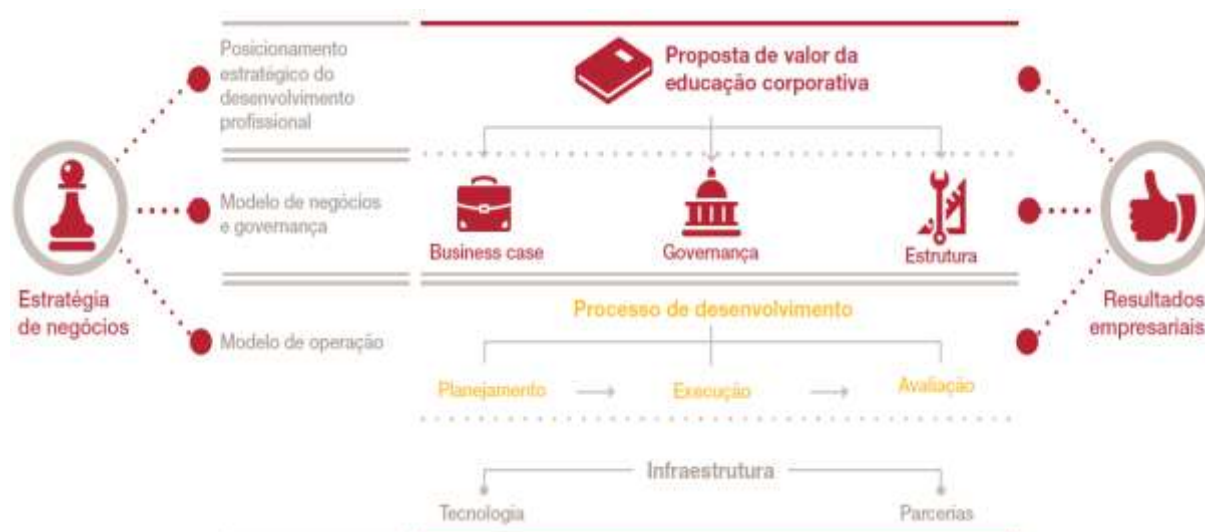 Posicionamento
estratégico do
desenvolvimento
profissional
Proposta de valor da
educação corporativa
Modelo de negócios
e governança
Business case
Governança
Estrutura
Estratégia
de negócios
Resultados
empresariais
Processo de desenvolvimento
Modelo de operação
Planejamento
Execução
Avaliação
Infraestrutura
Tecnologia
Parcerias